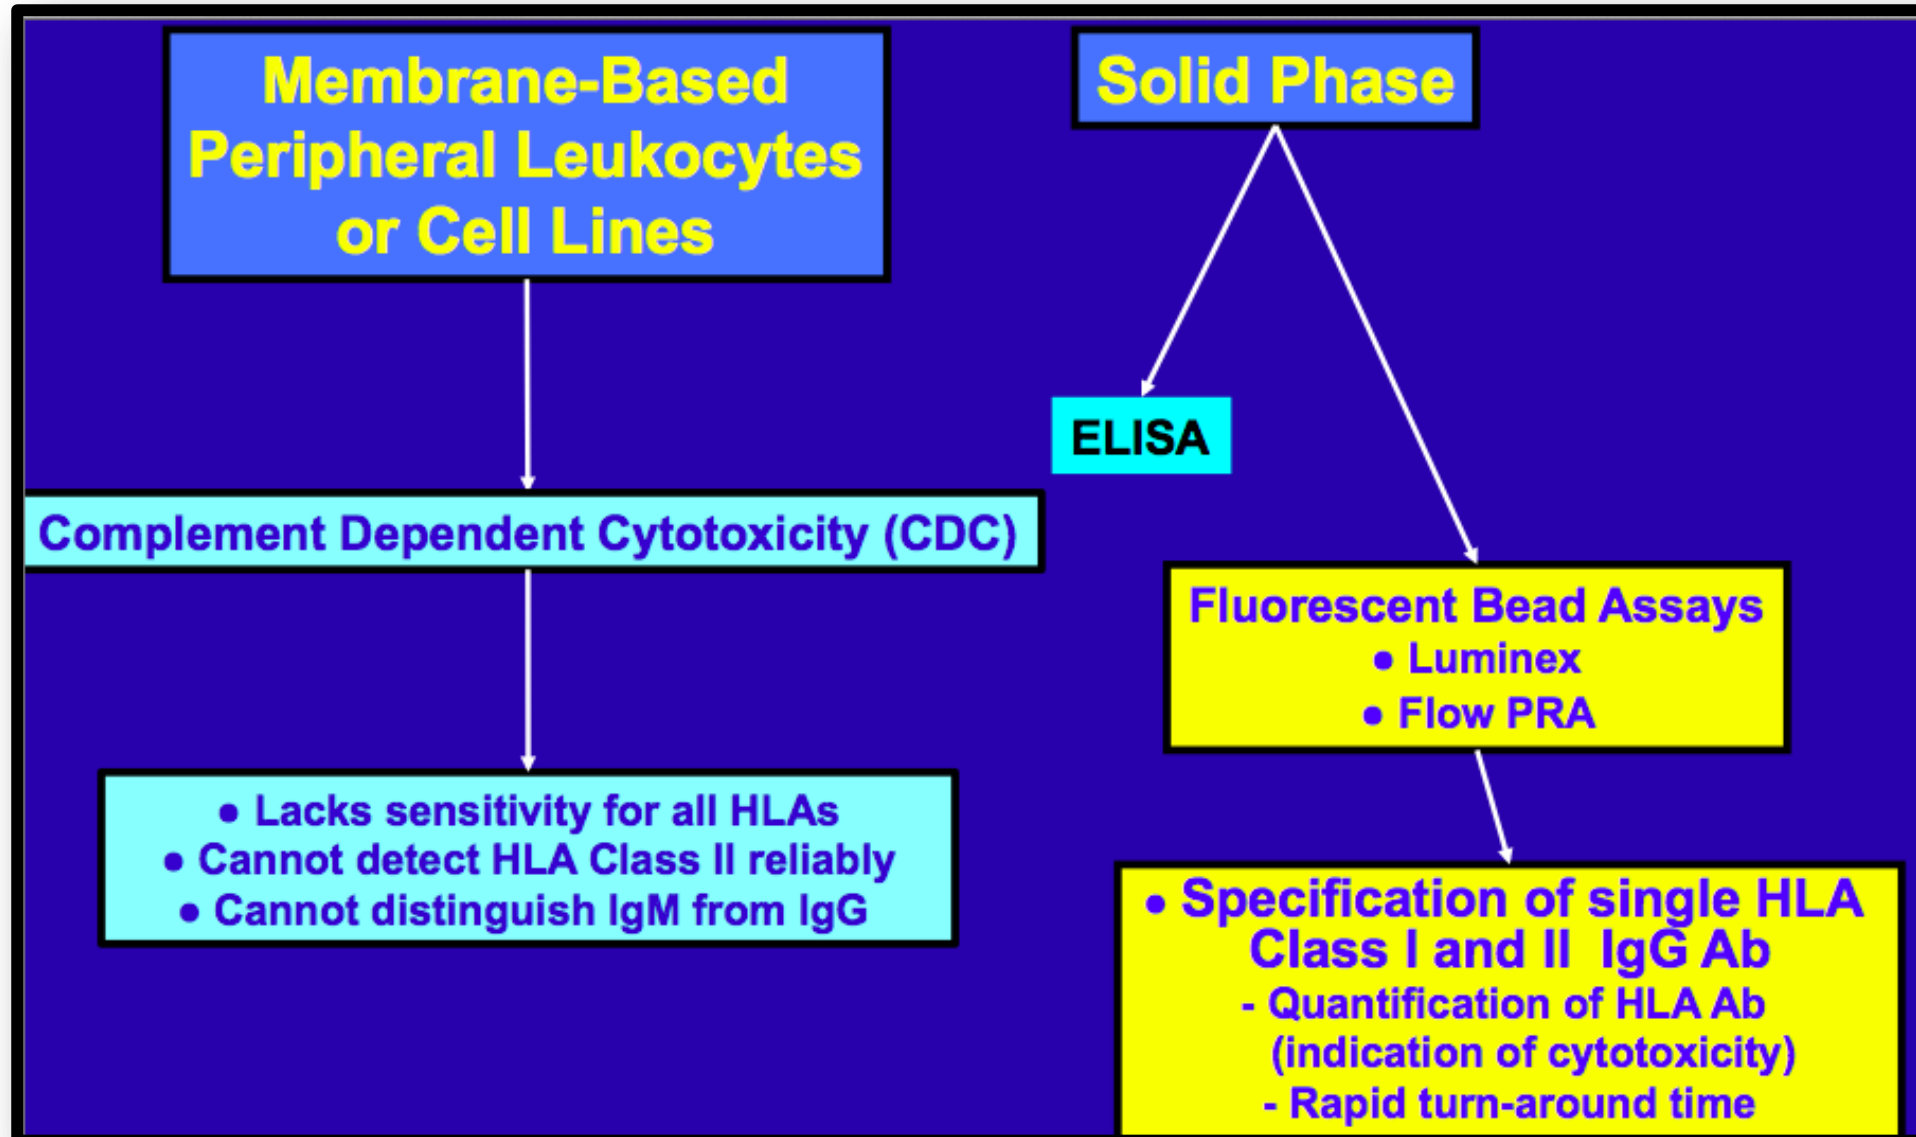 Membrane-Based
Peripheral Leukocytes
or Cell Lines
Complement Dependent Cytotoxicity (CDC)
● Lacks sensitivity for all HLAs
● Cannot detect HLA Class II reliably
● Cannot distinguish IgM from IgG
Solid Phase
ELISA
Fluorescent Bead Assays
● Luminex
● Flow PRA
● Specification of single HLA
Class I and II IgG Ab
- Quantification of HLA Ab
(indication of cytotoxicity)
- Rapid turn-around time